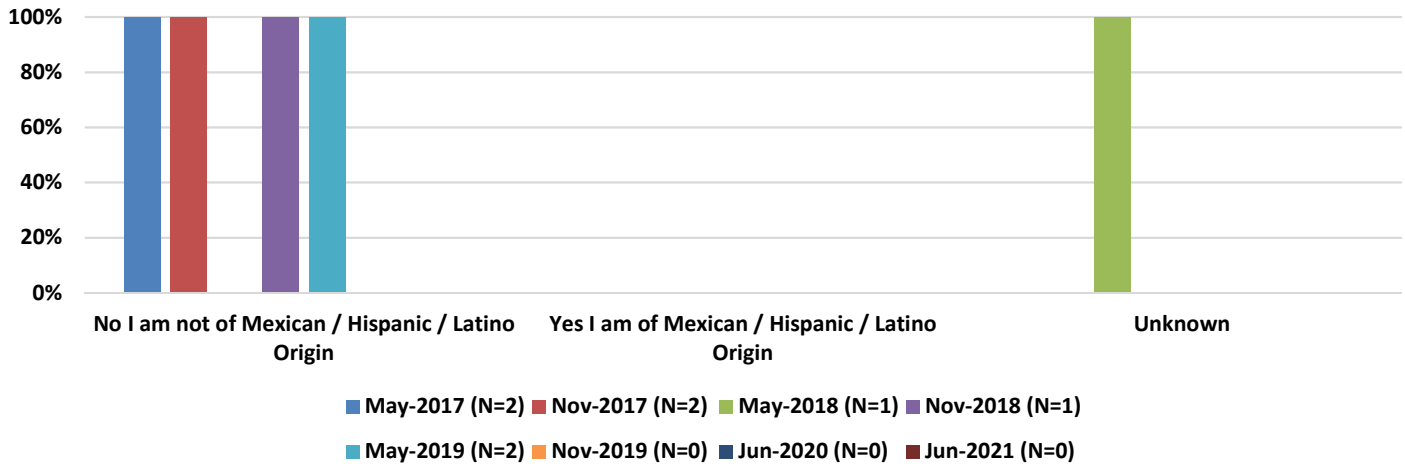 100%
80%
60%
40%
20%
0%
No I am not of Mexican / Hispanic / Latino
Origin
Yes I am of Mexican / Hispanic / Latino
Origin
Unknown
May-2017 (N=2) Nov-2017 (N=2) May-2018 (N=1) Nov-2018 (N=1)
May-2019 (N=2) Nov-2019 (N=0) Jun-2020 (N=0) Jun-2021 (N=0)